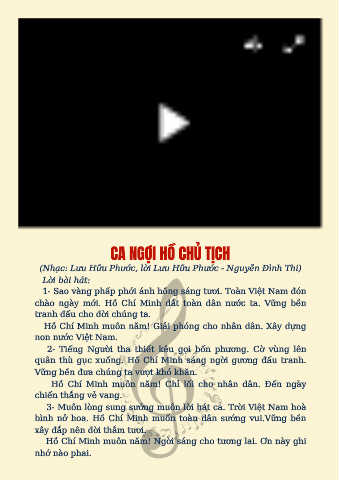 CA NGỢI HỒ CHỦ TỊCH
(Nhạc: Lưu Hữu Phước, lời Lưu Hữu Phước - Nguyễn Đình Thi)
Lời bài hát:
1- Sao vàng phấp phới ánh hồng sáng tươi. Toàn Việt Nam đón
chào ngày mới. Hồ Chí Minh dắt toàn dân nước ta. Vững bền
tranh đấu cho đời chúng ta.
Hồ Chí Minh muôn năm! Giải phóng cho nhân dân. Xây dựng
non nước Việt Nam.
2- Tiếng Người tha thiết kêu gọi bốn phương. Cờ vùng lên
quân thù gục xuống. Hồ Chí Minh sáng ngời gương đấu tranh.
Vững bền đưa chúng ta vượt khó khăn.
Hồ Chí Minh muôn năm! Chỉ lối cho nhân dân. Đến ngày
chiến thắng vẻ vang.
3- Muôn lòng sung sướng muôn lời hát ca. Trời Việt Nam hoà
bình nở hoa. Hồ Chí Minh muôn toàn dân sướng vui.Vững bền
xây đắp nên đời thắm tươi.
Hồ Chí Minh muôn năm! Ngời sáng cho tương lai. Ơn này ghi
nhớ nào phai.